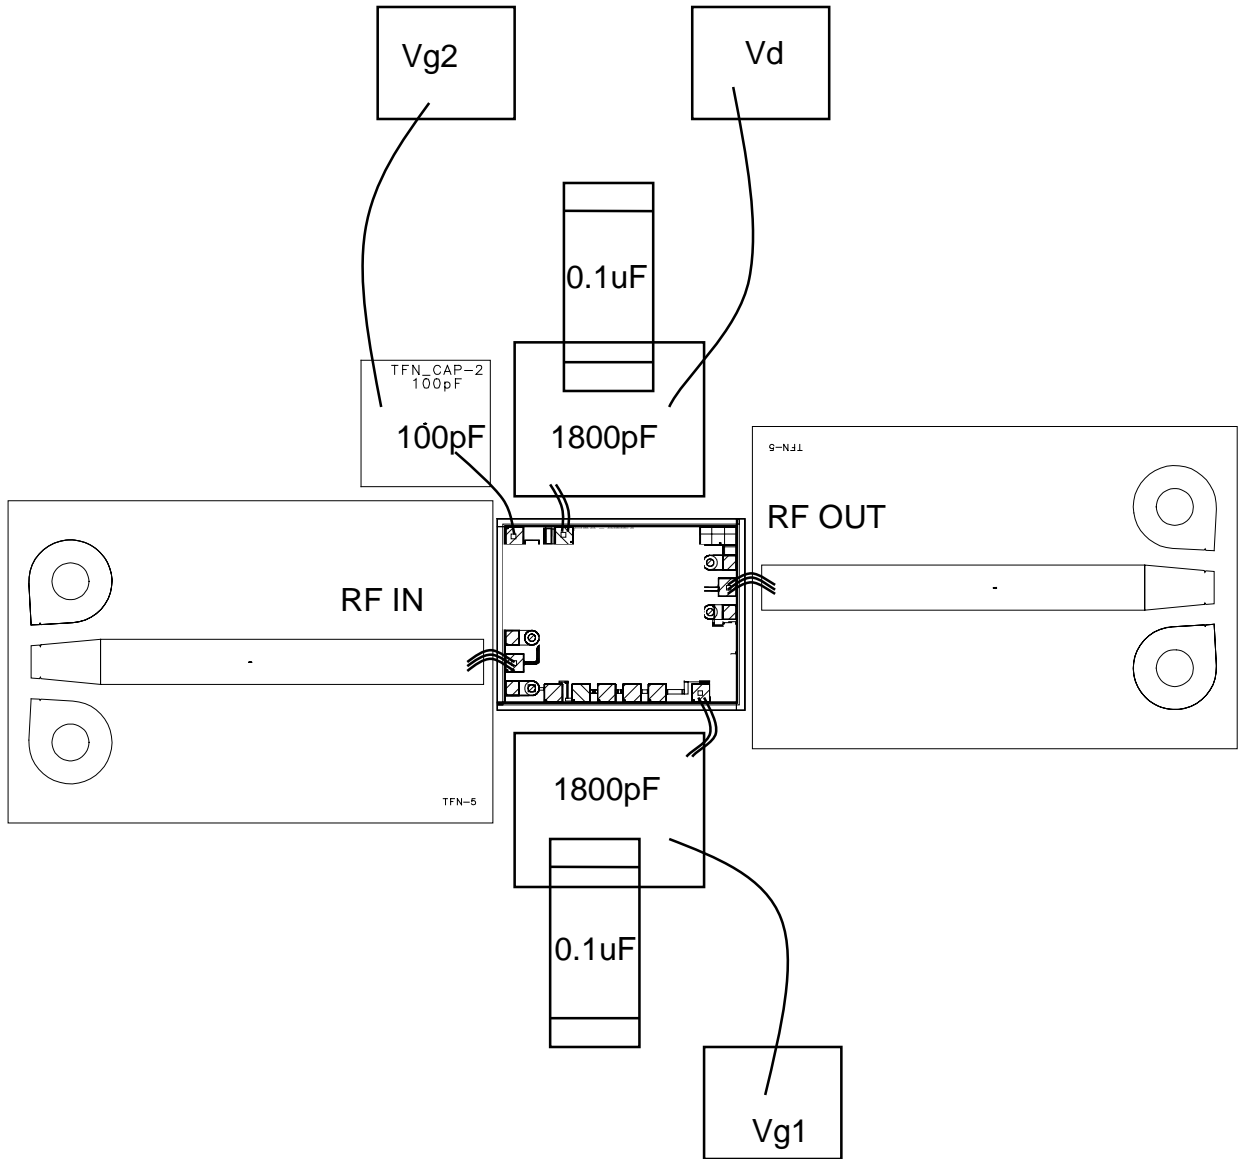 Vg2
Vd
0.1uF
TFN_CAP-2
100pF
100pF
1800pF
TFN-5
RF OUT
RF IN
1800pF
TFN-5
0.1uF
Vg1